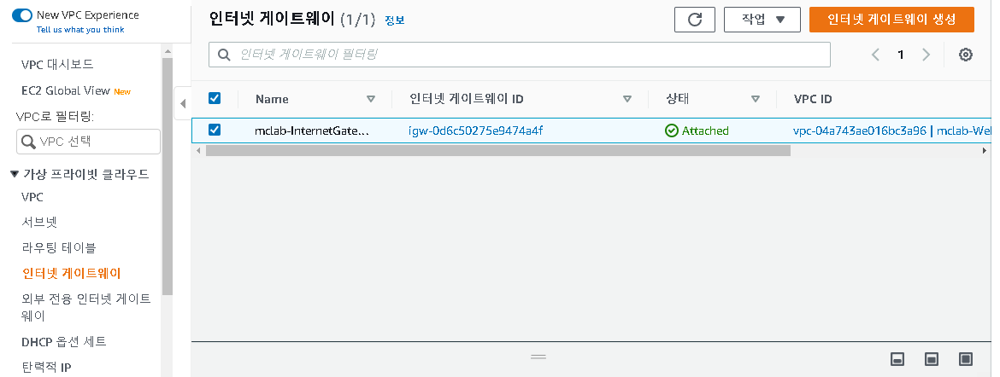 New VPC Experience
Tell us what you think
VPC 대시보드
EC2 Global View New
VPC로 필터링:
VPC 선택
가상 프라이빗 클라우드
VPC
서브넷
라우팅 테이블
인터넷 게이트웨이
외부 전용 인터넷 게이트
웨이
DHCP 옵션 세트
탄력적 IP
인터넷 게이트웨이 (1/1) 정보
작업
인터넷 게이트웨이 생성
인터넷 게이트웨이 필터링
1
Name 인터넷 게이트웨이 ID 상태 VPC ID
mclab-InternetGate... igw-0d6c50275e9474a4f Attached vpc-04a743ae016bc3a96 | mclab-Wel